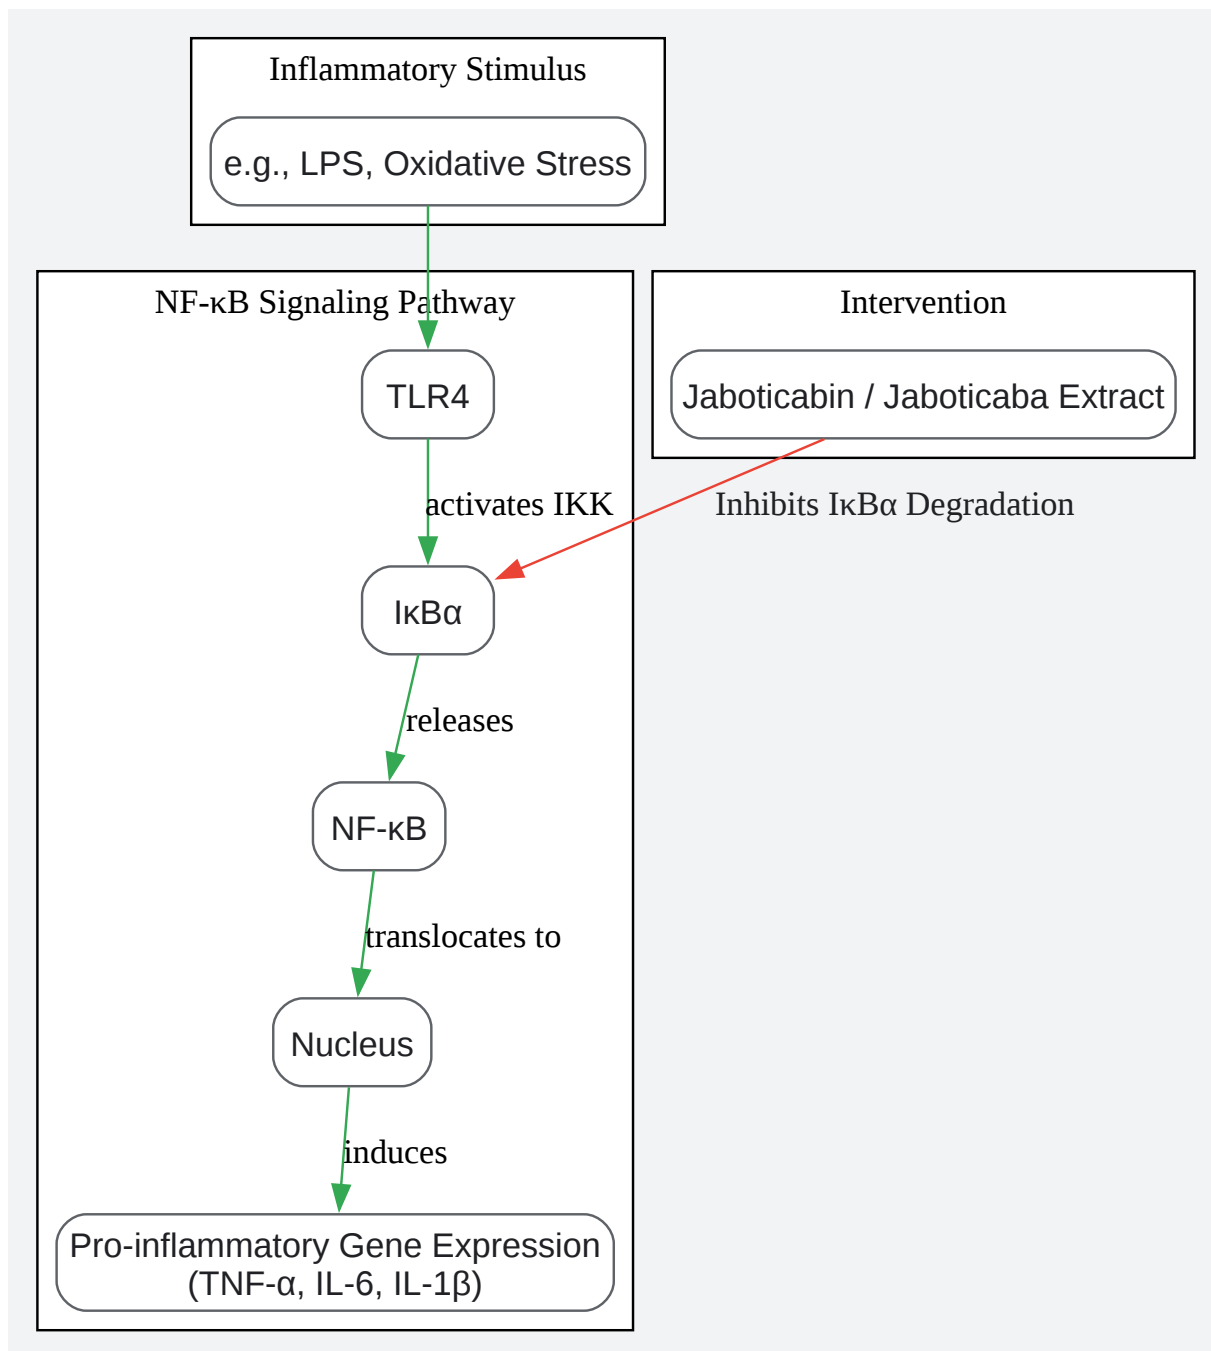 Inflammatory Stimulus
e.g., LPS, Oxidative Stress
NF-κB Signaling Pathway
Intervention
TLR4
Jaboticabin / Jaboticaba Extract
activates IKK
Inhibits IκBα Degradation
IκBα
releases
NF-κB
translocates to
Nucleus
induces
Pro-inflammatory Gene Expression
(TNF-α, IL-6, IL-1β)